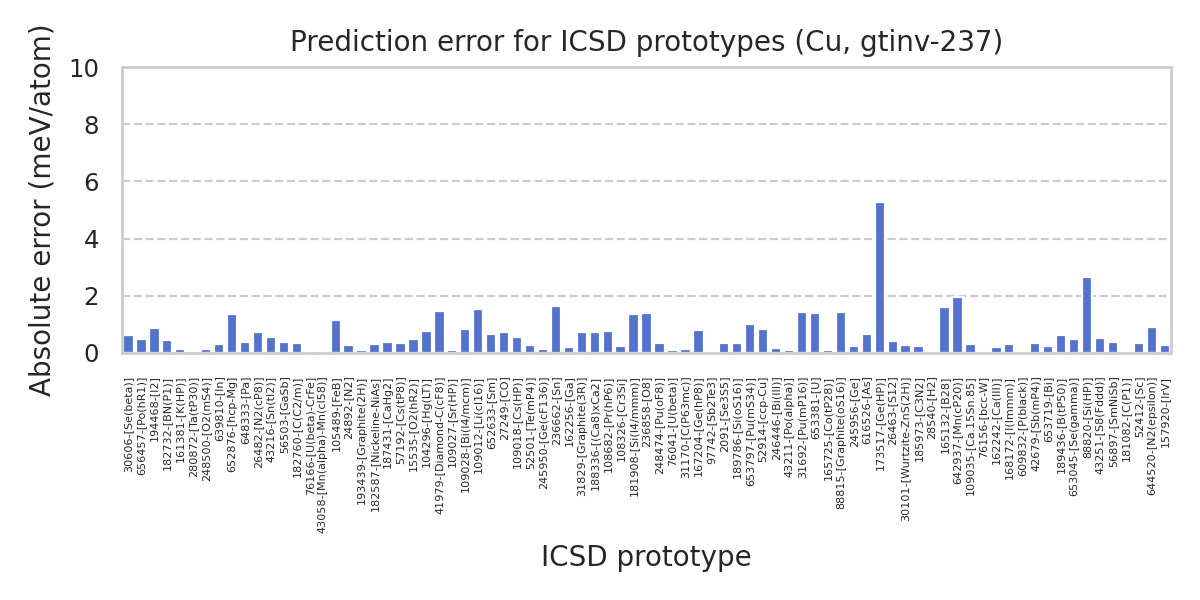 Prediction error for ICSD prototypes (Cu, gtinv-237)
Absolute error (meV/atom)
10
8
6
4
2
0
30606-[Se(beta)]
656457-[Po(hR1)]
194468-[I2]
182732-[BN(P1)]
161381-[K(HP)]
280872-[Ta(tP30)]
248500-[O2(mS4)]
639810-[In]
652876-[hcp-Mg]
648333-[Pa]
26482-[N2(cP8)]
43216-[Sn(tI2)]
56503-[GaSb]
182760-[C(C2/m)]
76166-[U(beta)-CrFe]
43058-[Mn(alpha)-Mn(cI58)]
1054899-[FeB]
24892-[N2]
193439-[Graphite(2H)]
182587-[Nickeline-NiAs]
187431-[CaHg2]
57192-[Cs(tP8)]
15535-[O2(hR2)]
104296-[Hg(LT)]
41979-[Diamond-C(cF8)]
109027-[Sr(HP)]
109028-[Bi(I4/mcm)]
109012-[Li(cI16)]
652633-[Sm]
27249-[CO]
109018-[Cs(HP)]
52501-[Te(mP4)]
245950-[Ge(cF136)]
236662-[Sn]
162256-[Ga]
31829-[Graphite(3R)]
188336-[(Ca8)xCa2]
108682-[Pr(hP6)]
108326-[Cr3Si]
181908-[Si(I4/mmm)]
236858-[O8]
248474-[Pu(oF8)]
76041-[U(beta)]
31170-[C(P63mc)]
167204-[Ge(hP8)]
97742-[Sb2Te3]
2091-[Se3S5]
189786-[Si(oS16)]
653797-[Pu(mS34)]
52914-[ccp-Cu]
246446-[Bi(III)]
43211-[Po(alpha)]
31692-[Pu(mP16)]
653381-[U]
165725-[Co(tP28)]
88815-[Graphite(oS16)]
245956-[Ge]
616526-[As]
173517-[Ge(HP)]
26463-[S12]
30101-[Wurtzite-ZnS(2H)]
185973-[C3N2]
28540-[H2]
165132-[B28]
642937-[Mn(cP20)]
109035-[Ca.15Sn.85]
76156-[bcc-W]
162242-[Ca(III)]
168172-[I(Immm)]
609832-[P(black)]
42679-[Sb(mP4)]
653719-[Bi]
189436-[B(tP50)]
653045-[Se(gamma)]
88820-[Si(HP)]
43251-[S8(Fddd)]
56897-[SmNiSb]
181082-[C(P1)]
52412-[Sc]
644520-[N2(epsilon)]
157920-[IrV]
ICSD prototype